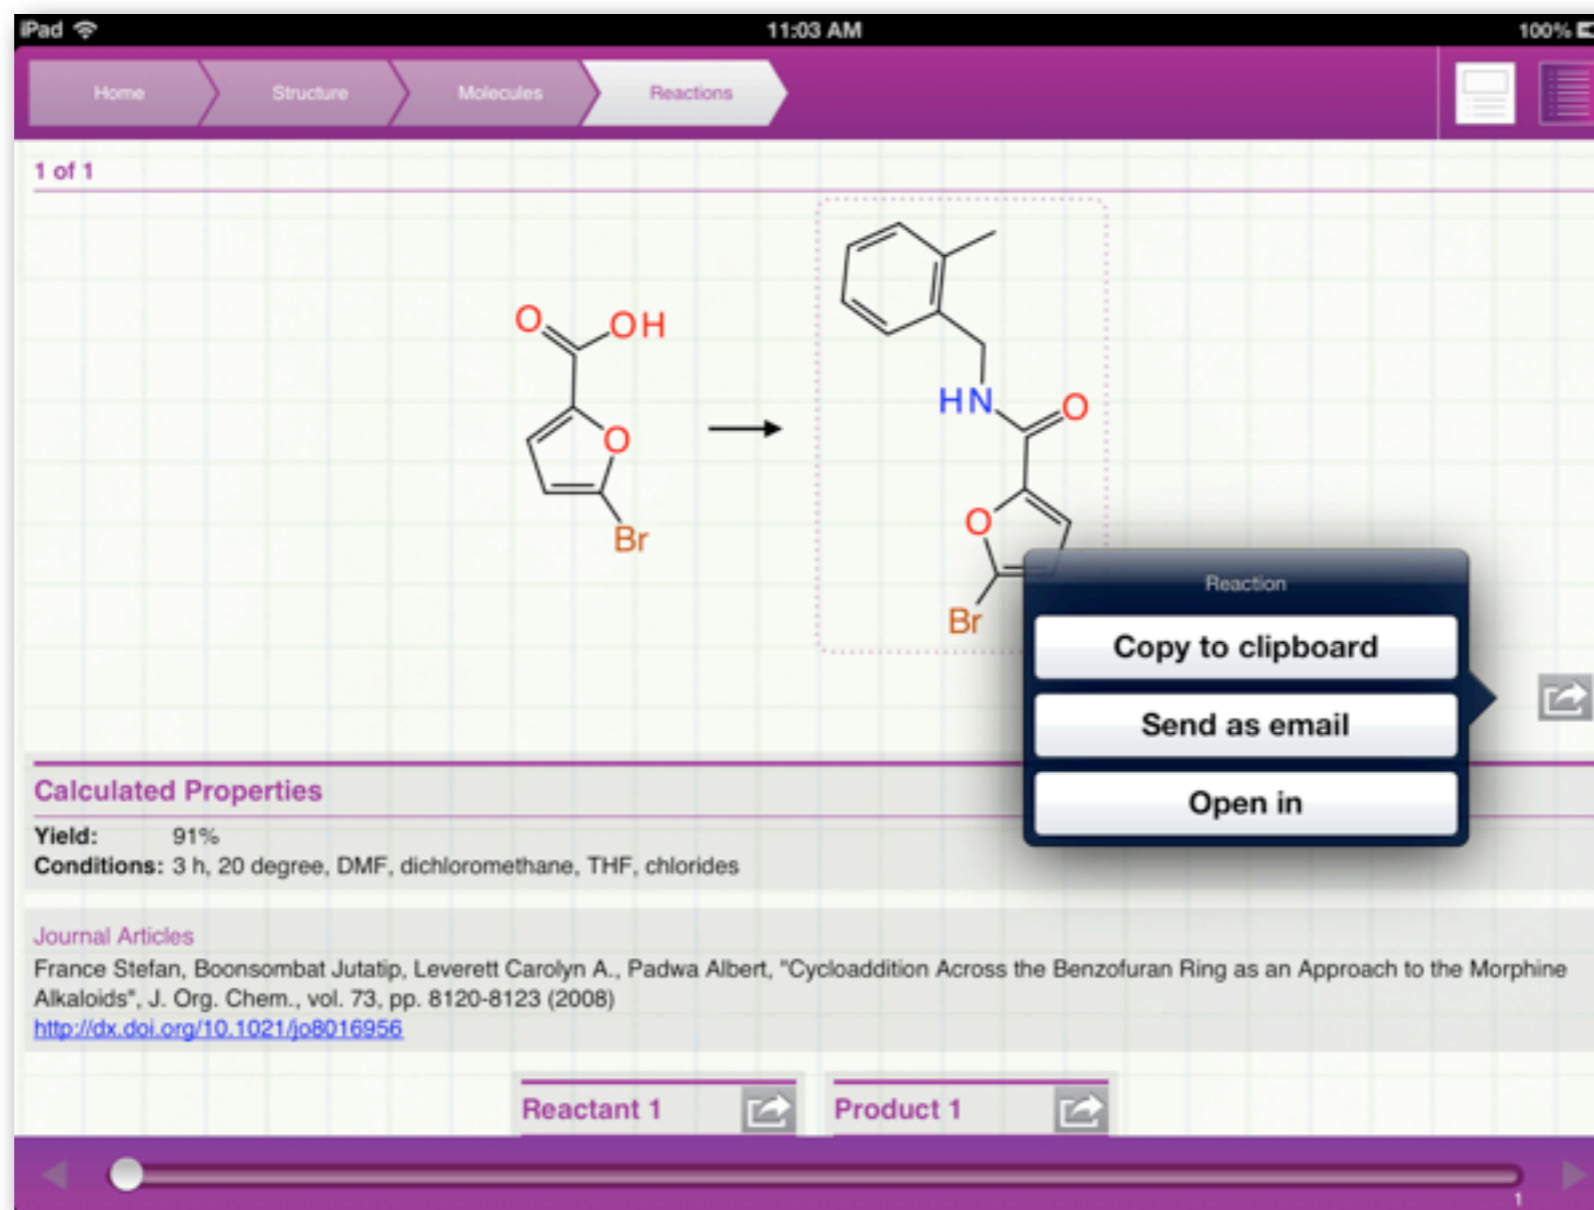 iPad
11:03 AM
100%
Home
Structure
Molecules
Reactions
1 of 1
O
OH
O
Br
HN
O
O
Br
Reaction
Copy to clipboard
Send as email
Open in
Calculated Properties
Yield: 91%
Conditions: 3 h, 20 degree, DMF, dichloromethane, THF, chlorides
Journal Articles
France Stefan, Boonsombat Jutatip, Leverett Carolyn A., Padwa Albert, "Cycloaddition Across the Benzofuran Ring as an Approach to the Morphine
Alkaloids", J. Org. Chem., vol. 73, pp. 8120-8123 (2008)
http://dx.doi.org/10.1021/jo8016956
Reactant 1
Product 1
1